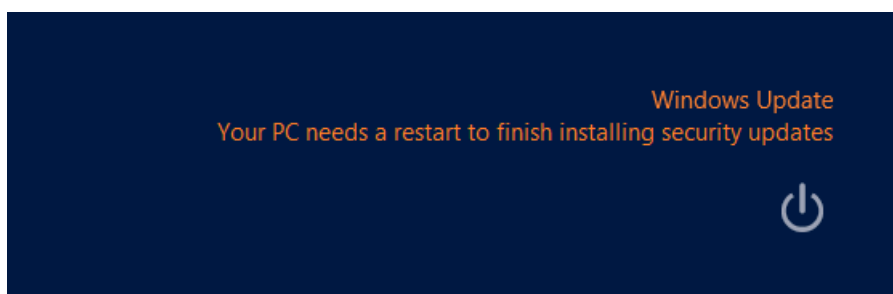 Windows Update
Your PC needs a restart to finish installing security updates